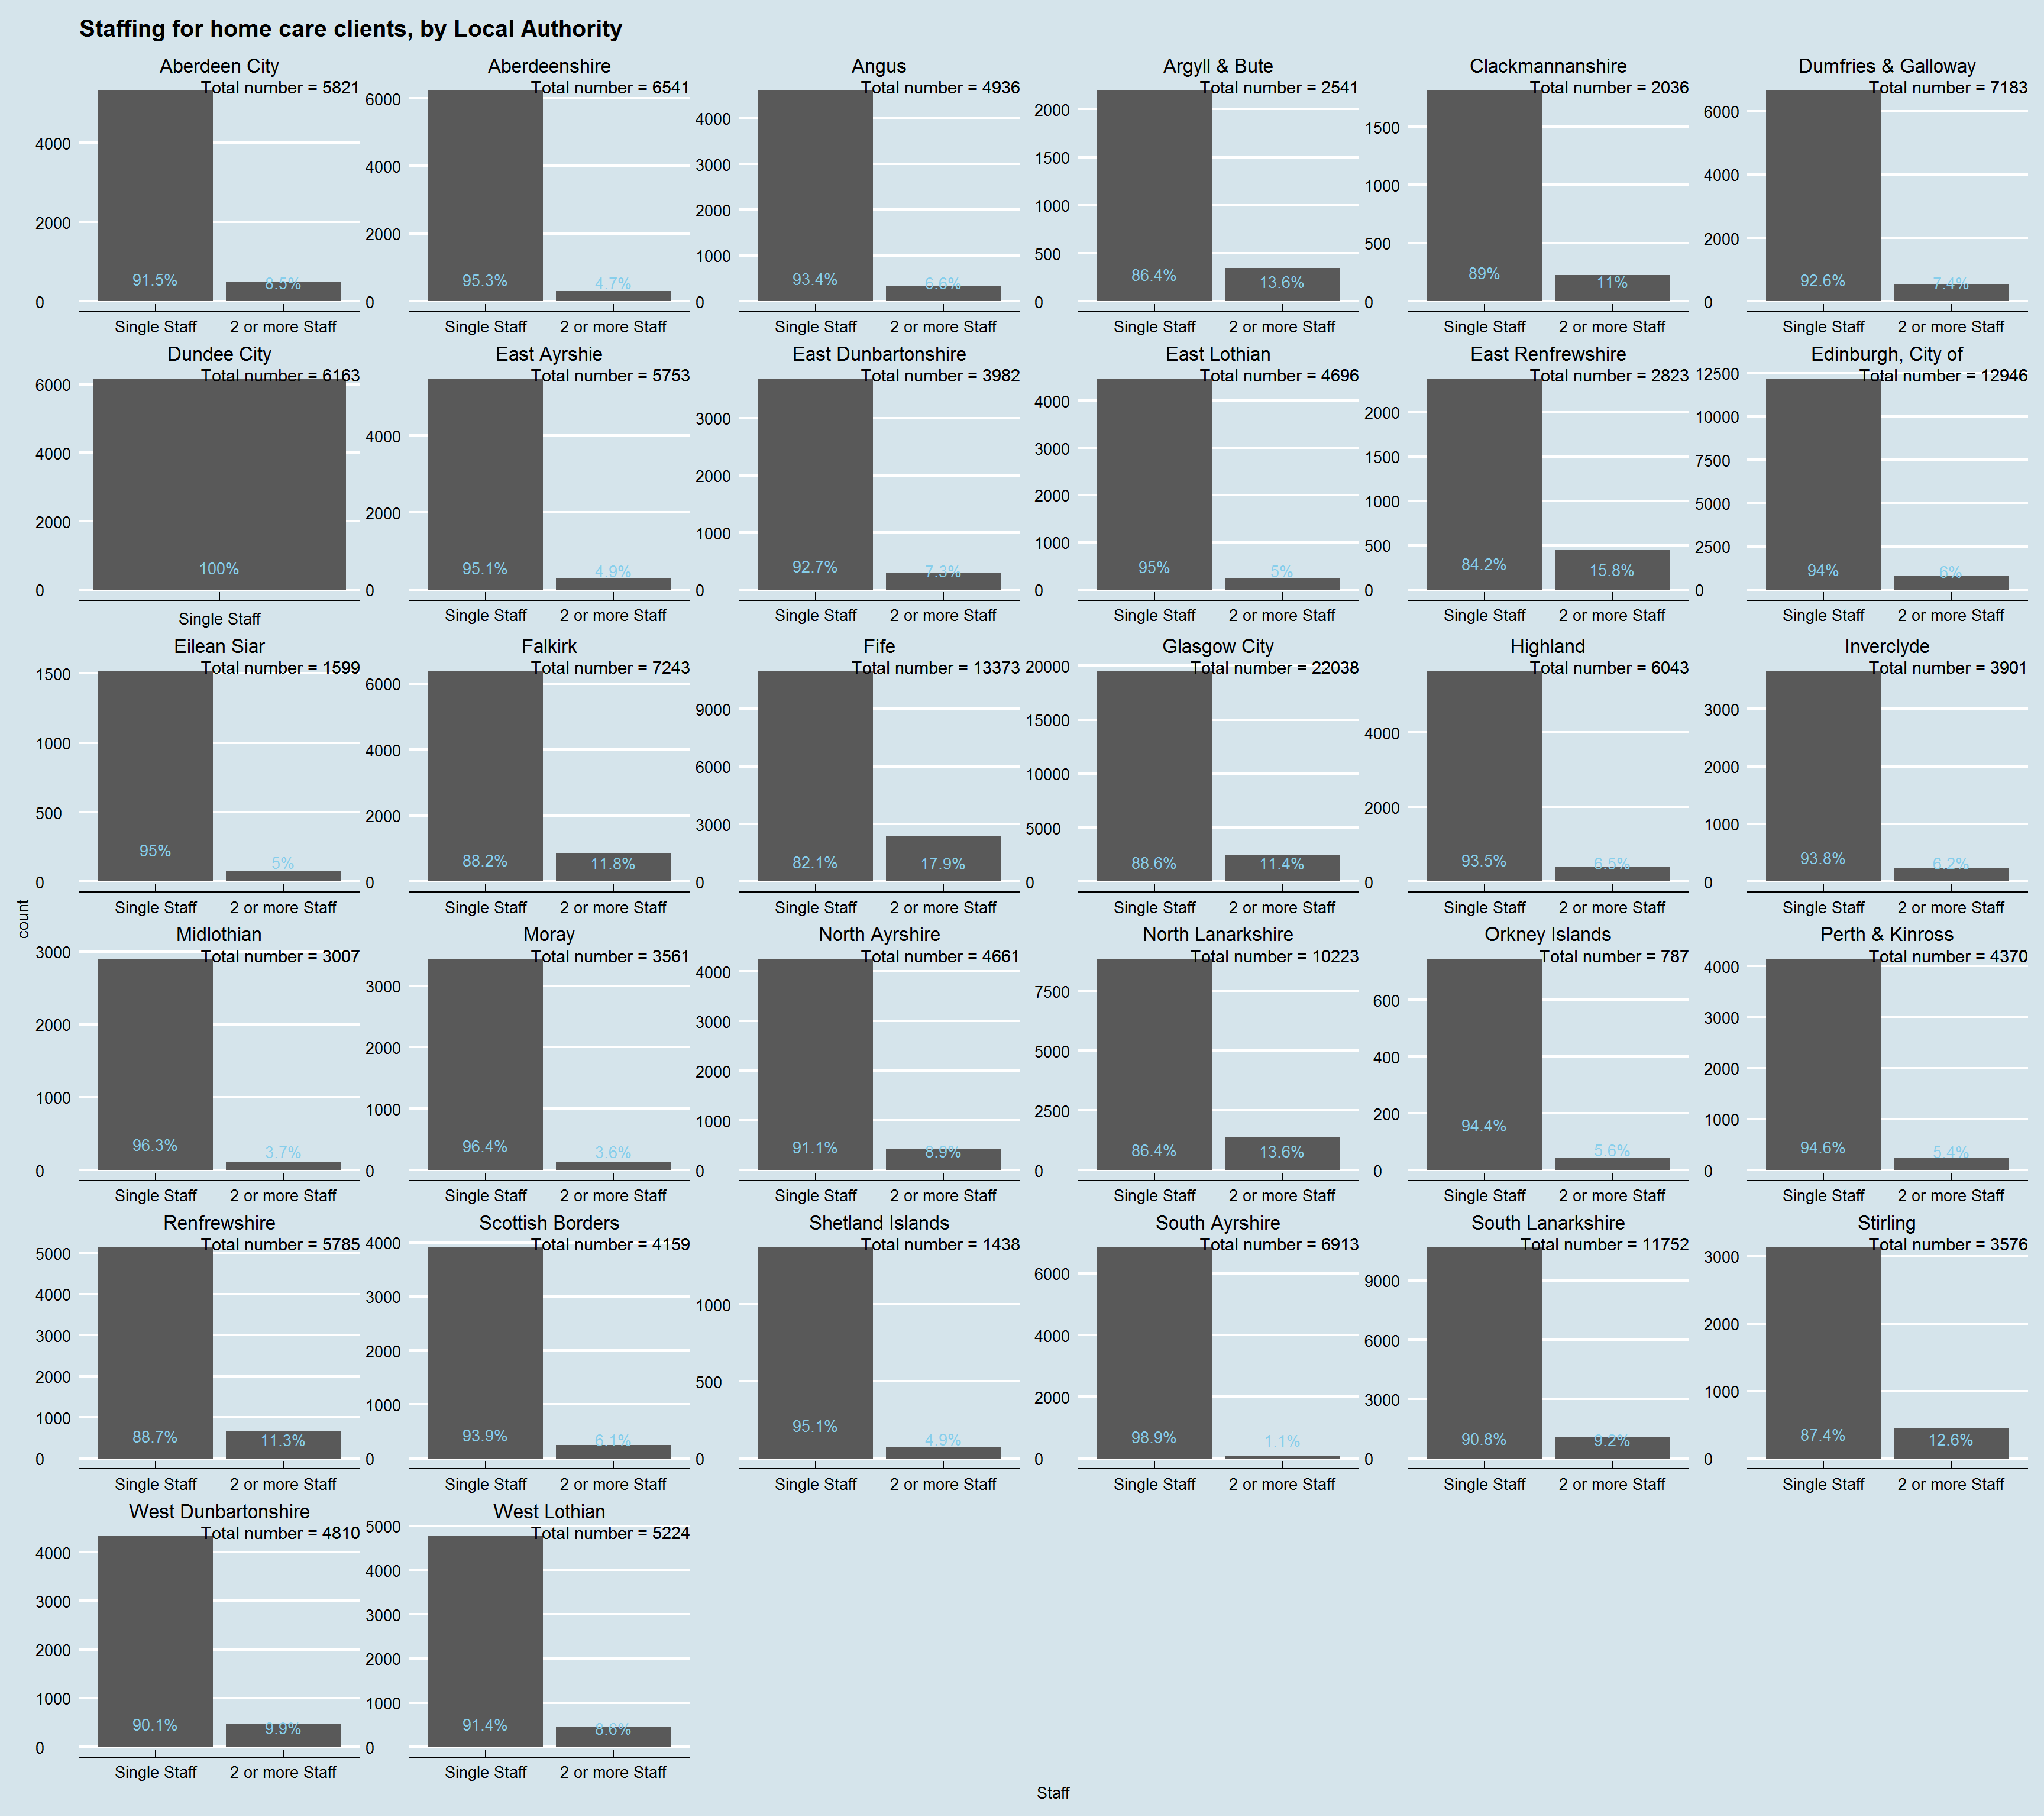 Staffing for home care clients, by Local Authority
Aberdeen City
Total number = 5821
4000
2000
0
91.5%
8.5%
Single Staff
2 or more Staff
Aberdeenshire
Total number = 6541
6000
4000
2000
0
95.3%
4.7%
Single Staff
2 or more Staff
Angus
Total number = 4936
4000
3000
2000
1000
0
93.4%
6.6%
Single Staff
2 or more Staff
Argyll & Bute
Total number = 2541
2000
1500
1000
500
0
86.4%
13.6%
Single Staff
2 or more Staff
Clackmannanshire
Total number = 2036
1500
1000
500
0
89%
11%
Single Staff
2 or more Staff
Dumfries & Galloway
Total number = 7183
6000
4000
2000
0
92.6%
7.4%
Single Staff
2 or more Staff
Dundee City
Total number = 6163
6000
4000
2000
0
100%
Single Staff
East Ayrshie
Total number = 5753
4000
2000
0
95.1%
4.9%
Single Staff
2 or more Staff
East Dunbartonshire
Total number = 3982
3000
2000
1000
0
92.7%
7.3%
Single Staff
2 or more Staff
East Lothian
Total number = 4696
4000
3000
2000
1000
0
95%
5%
Single Staff
2 or more Staff
East Renfrewshire
Total number = 2823
2000
1500
1000
500
0
84.2%
15.8%
Single Staff
2 or more Staff
Edinburgh, City of
Total number = 12946
12500
10000
7500
5000
2500
0
94%
6%
Single Staff
2 or more Staff
Eilean Siar
Total number = 1599
1500
1000
500
0
95%
5%
Single Staff
2 or more Staff
Falkirk
Total number = 7243
6000
4000
2000
0
88.2%
11.8%
Single Staff
2 or more Staff
Fife
Total number = 13373
9000
6000
3000
0
82.1%
17.9%
Single Staff
2 or more Staff
Glasgow City
Total number = 22038
20000
15000
10000
5000
0
88.6%
11.4%
Single Staff
2 or more Staff
Highland
Total number = 6043
4000
2000
0
93.5%
6.5%
Single Staff
2 or more Staff
Inverclyde
Total number = 3901
3000
2000
1000
0
93.8%
6.2%
Single Staff
2 or more Staff
count
Midlothian
Total number = 3007
3000
2000
1000
0
96.3%
3.7%
Single Staff
2 or more Staff
Moray
Total number = 3561
3000
2000
1000
0
96.4%
3.6%
Single Staff
2 or more Staff
North Ayrshire
Total number = 4661
4000
3000
2000
1000
0
91.1%
8.9%
Single Staff
2 or more Staff
North Lanarkshire
Total number = 10223
7500
5000
2500
0
86.4%
13.6%
Single Staff
2 or more Staff
Orkney Islands
Total number = 787
600
400
200
0
94.4%
5.6%
Single Staff
2 or more Staff
Perth & Kinross
Total number = 4370
4000
3000
2000
1000
0
94.6%
5.4%
Single Staff
2 or more Staff
Renfrewshire
Total number = 5785
5000
4000
3000
2000
1000
0
88.7%
11.3%
Single Staff
2 or more Staff
Scottish Borders
Total number = 4159
4000
3000
2000
1000
0
93.9%
6.1%
Single Staff
2 or more Staff
Shetland Islands
Total number = 1438
1000
500
0
95.1%
4.9%
Single Staff
2 or more Staff
South Ayrshire
Total number = 6913
6000
4000
2000
0
98.9%
1.1%
Single Staff
2 or more Staff
South Lanarkshire
Total number = 11752
9000
6000
3000
0
90.8%
9.2%
Single Staff
2 or more Staff
Stirling
Total number = 3576
3000
2000
1000
0
87.4%
12.6%
Single Staff
2 or more Staff
West Dunbartonshire
Total number = 4810
4000
3000
2000
1000
0
90.1%
9.9%
Single Staff
2 or more Staff
West Lothian
Total number = 5224
5000
4000
3000
2000
1000
0
91.4%
8.6%
Single Staff
2 or more Staff
Staff